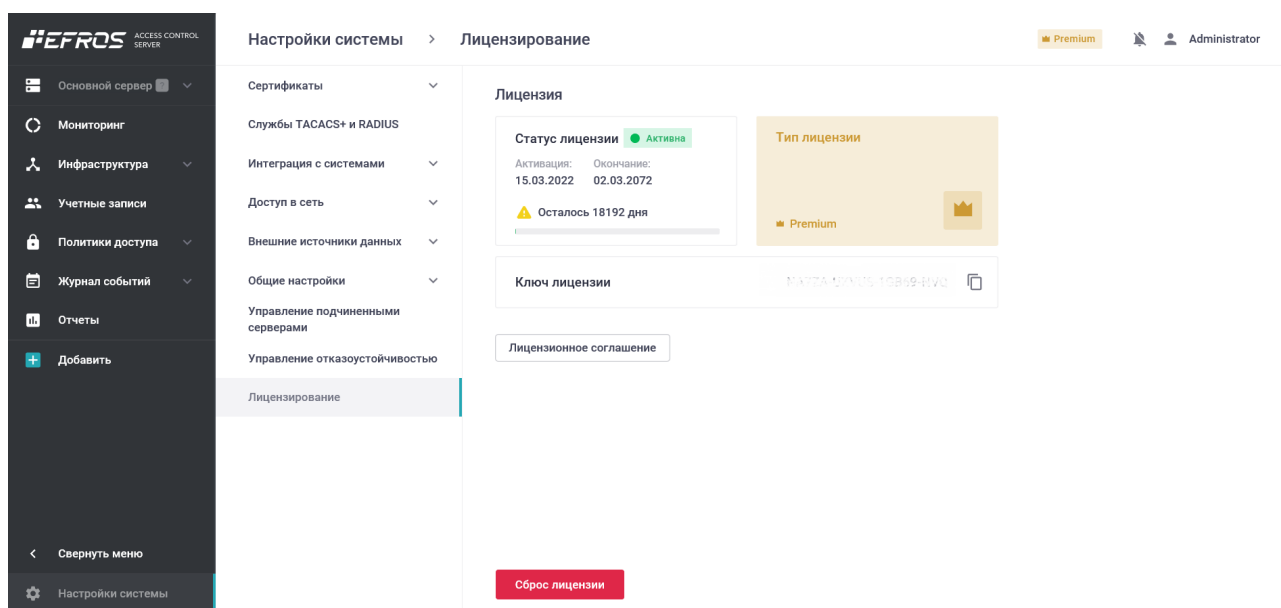 EFROS ACCESS CONTROL SERVER
Основной сервер
Мониторинг
Инфраструктура
Учетные записи
Политики доступа
Журнал событий
Отчеты
Добавить
Свернуть меню
Настройки системы
Настройки системы > Лицензирование
Premium
Administrator
Сертификаты
Службы TACACS+ и RADIUS
Интеграция с системами
Доступ в сеть
Внешние источники данных
Общие настройки
Управление подчиненными
серверами
Управление отказоустойчивостью
Лицензирование
Лицензия
Статус лицензии Активна
Активация: Окончание:
15.03.2022 02.03.2072
Осталось 18192 дня
Тип лицензии
Premium
Ключ лицензии
Лицензионное соглашение
Сброс лицензии